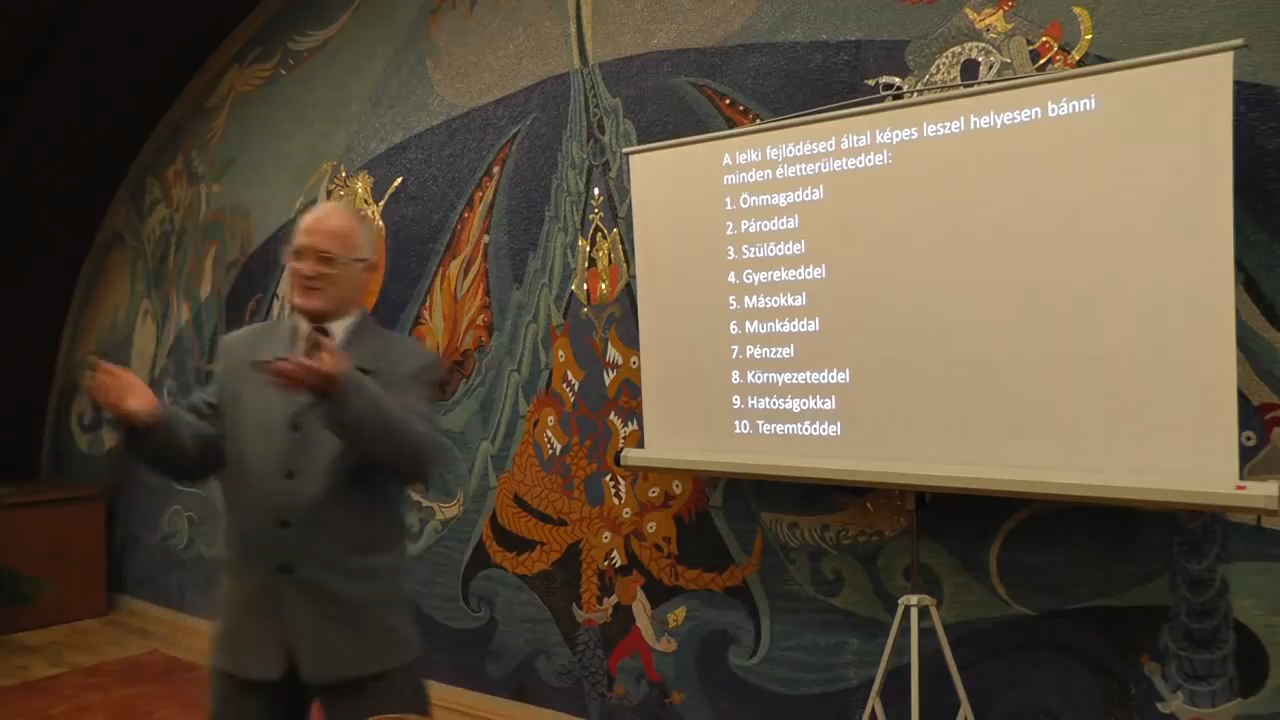 A lelki fejlődésed által képes leszel helyesen bánni
minden életterületeddel:
1. Önmagaddal
2. Pároddal
3. Szülőddel
4. Gyerekeddel
5. Másokkal
6. Munkáddal
7. Pénzzel
8. Környezeteddel
9. Hatóságokkal
10. Teremtőddel